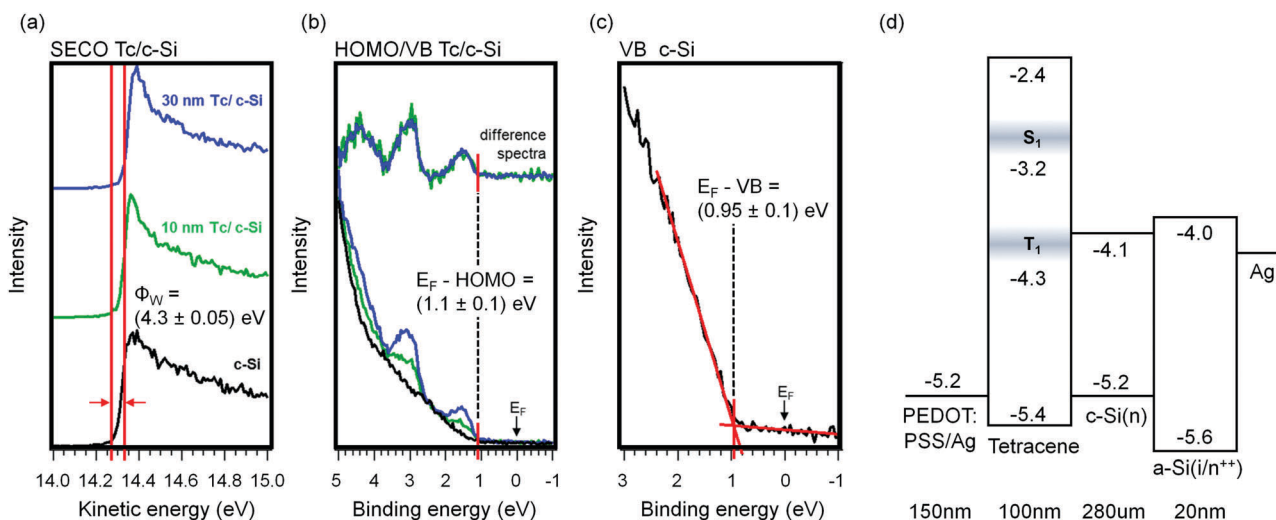 (a)
SECO Tc/c-Si
30 nm Tc/ c-Si
10 nm Tc/ c-Si
Φ_W =
(4.3 ± 0.05) eV
c-Si
Intensity
14.0 14.2 14.4 14.6 14.8 15.0
Kinetic energy (eV)
(b)
HOMO/VB Tc/c-Si
difference
spectra
E_F - HOMO =
(1.1 ± 0.1) eV
E_F
Intensity
5 4 3 2 1 0 -1
Binding energy (eV)
(c)
VB c-Si
E_F - VB =
(0.95 ± 0.1) eV
E_F
Intensity
3 2 1 0 -1
Binding energy (eV)
(d)
-2.4
S₁
-3.2
T₁
-4.3
-4.1
-4.0
Ag
-5.2
-5.4
-5.2
-5.6
PEDOT:
PSS/Ag
Tetracene
c-Si(n)
a-Si(i/n⁺⁺)
150nm 100nm 280um 20nm